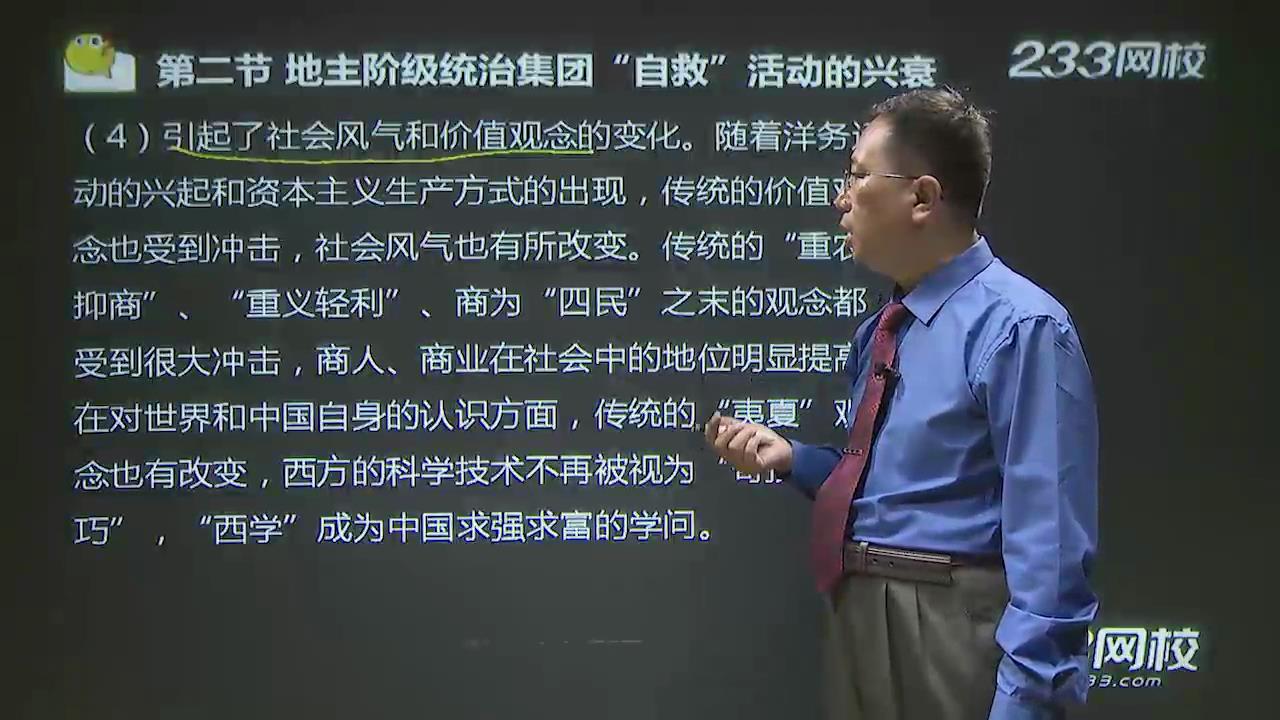 第二节 地主阶级统治集团“自救”活动的兴衰
233网校
（4）引起了社会风气和价值观念的变化。随着洋务
动的兴起和资本主义生产方式的出现，传统的价值
念也受到冲击，社会风气也有所改变。传统的“重农
抑商”、“重义轻利”、商为“四民”之末的观念都
受到很大冲击，商人、商业在社会中的地位明显提高
在对世界和中国自身的认识方面，传统的“夷夏”
念也有改变，西方的科学技术不再被视为“
巧”，“西学”成为中国求强求富的学问。
网校
33.com